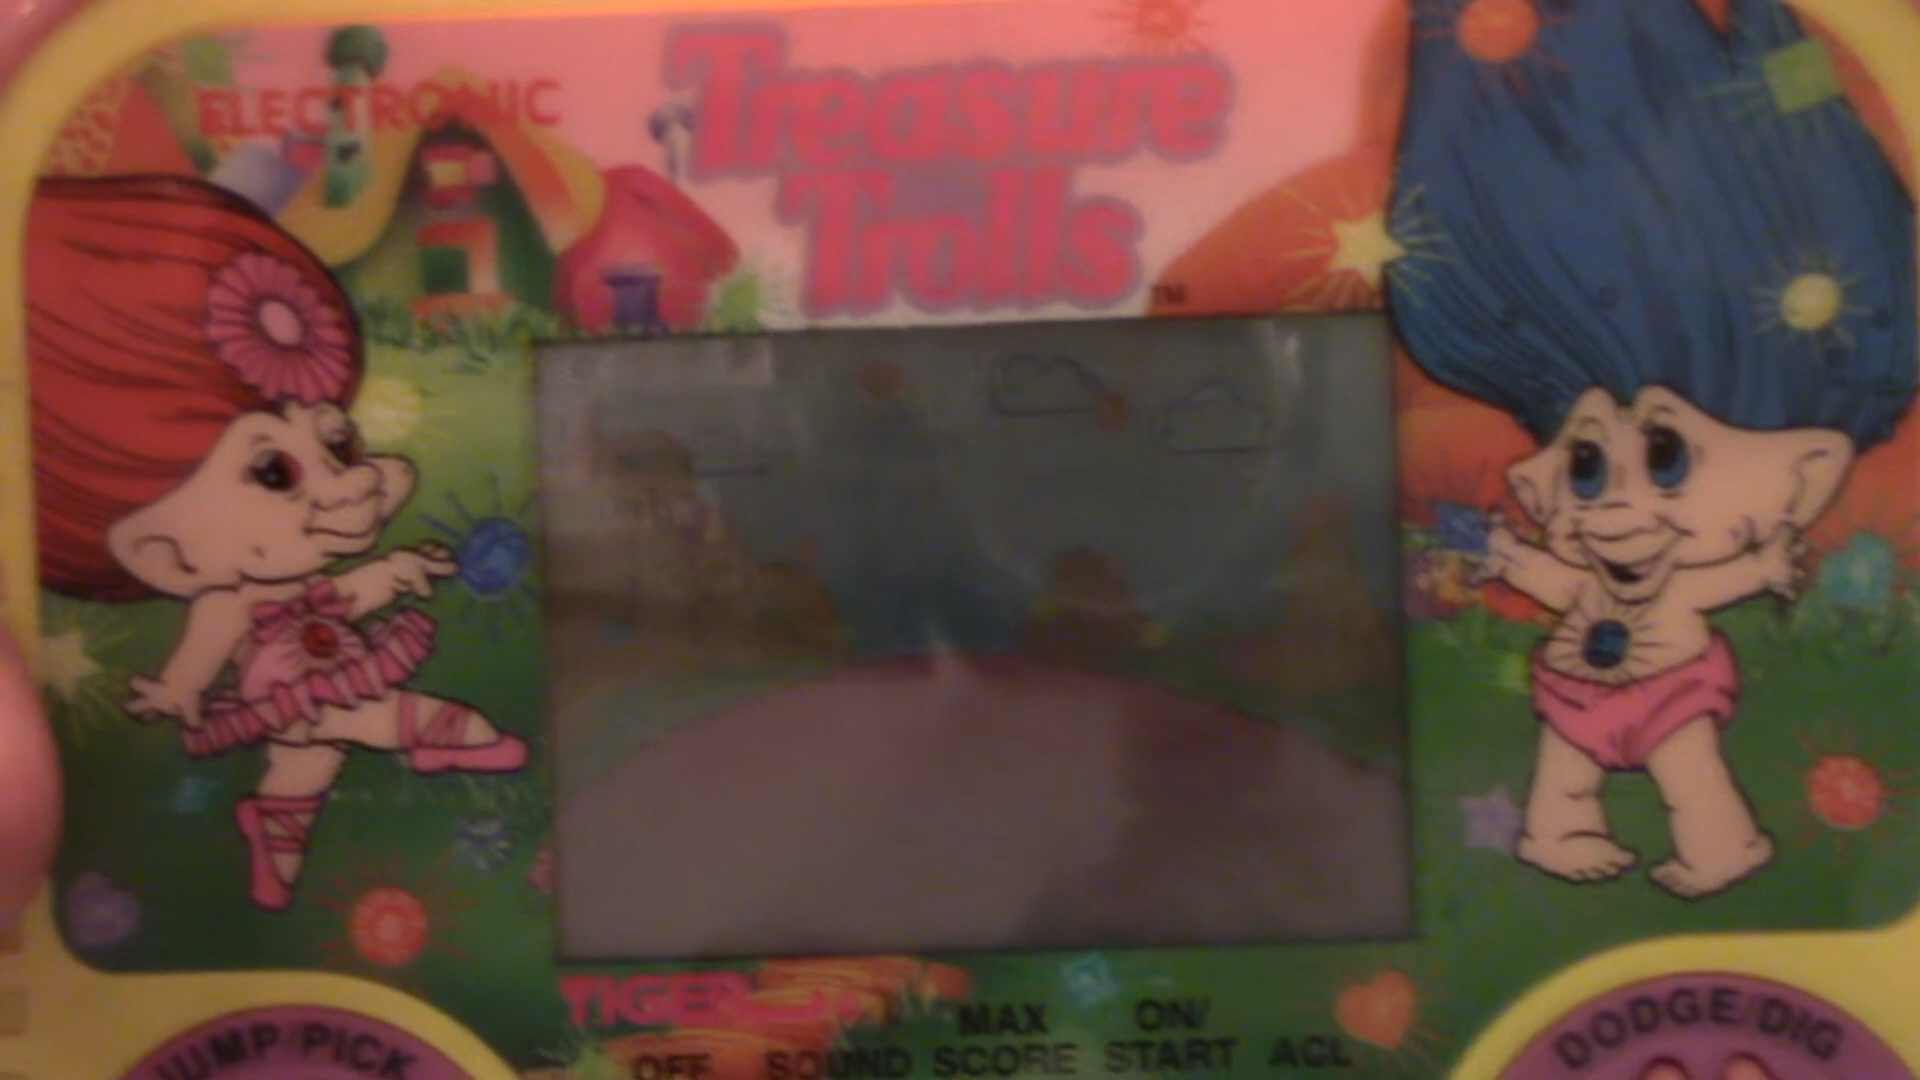 ELECTRONIC
Treasure
Trolls
TM
TIGER
MAX ON/
OFF SOUND SCORE START ACL
JUMP/PICK
DODGE/DIG